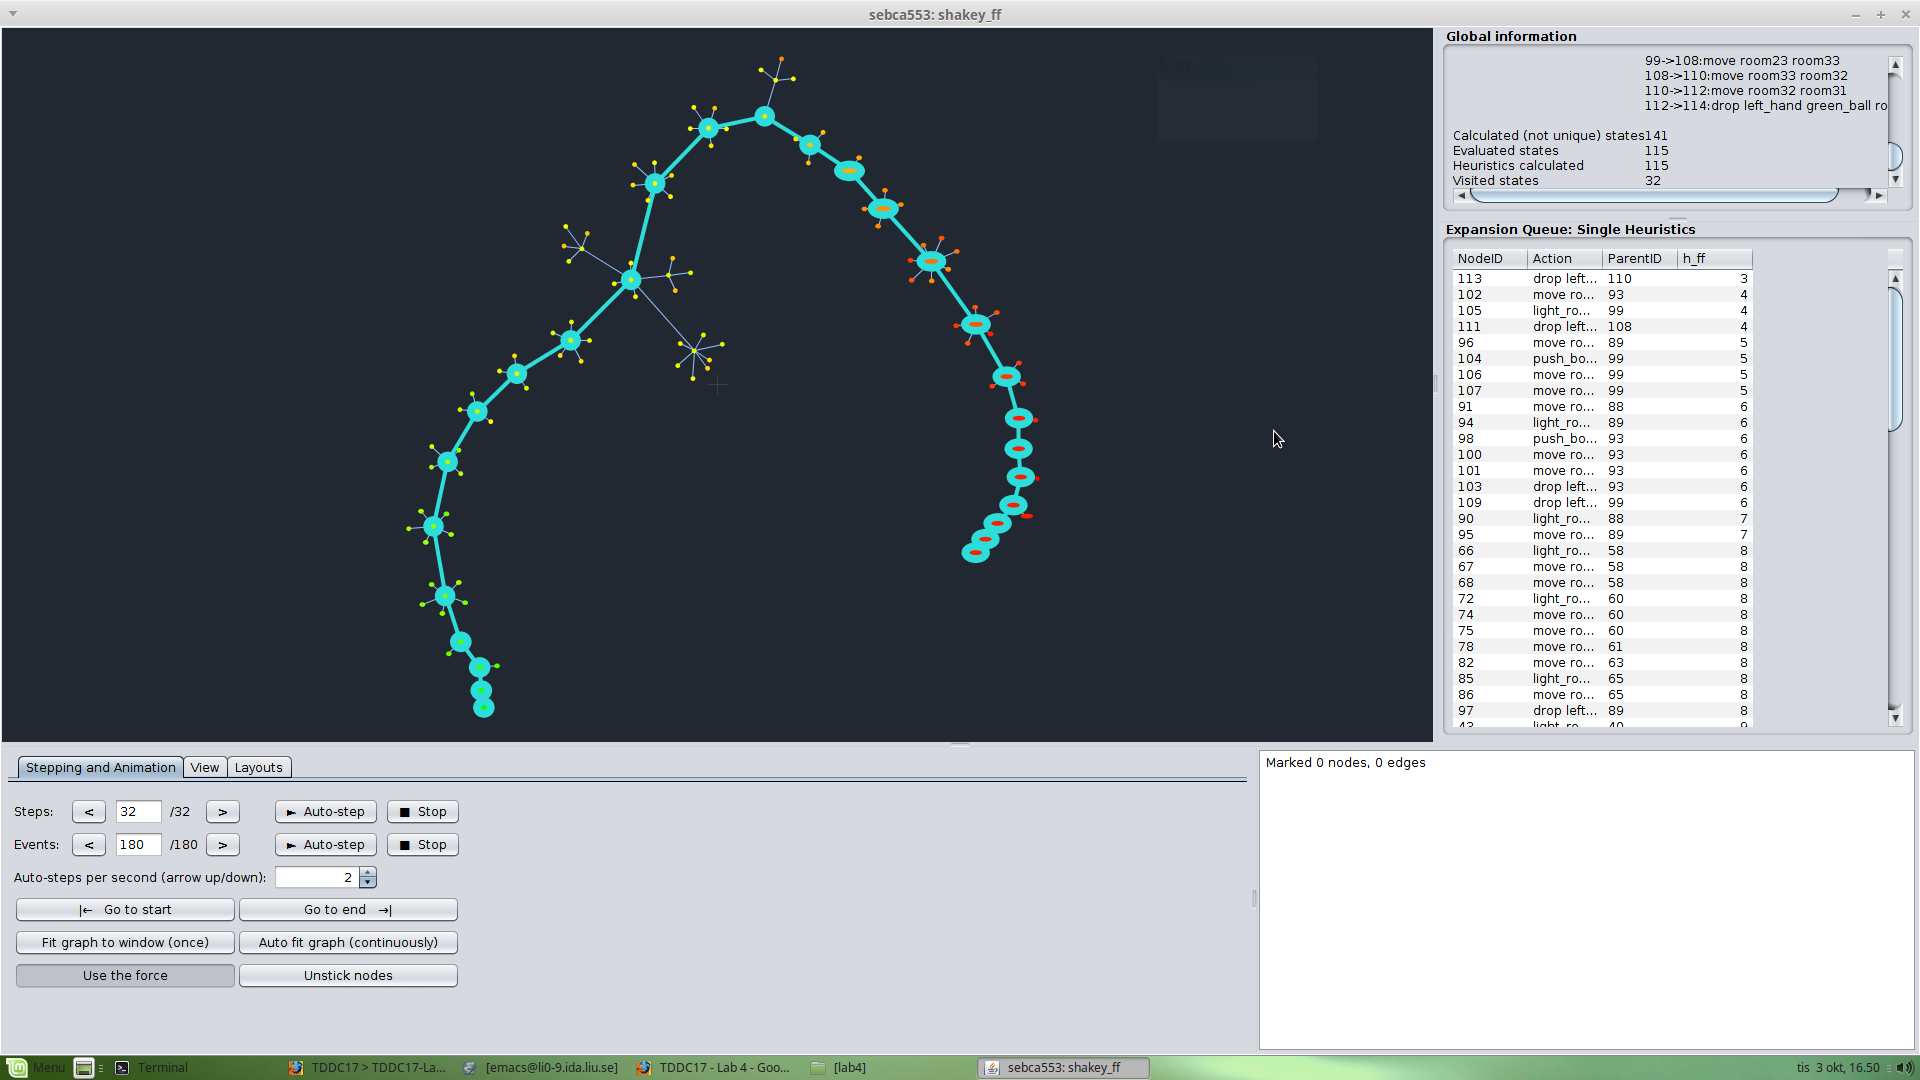 sebca553: shakey_ff
Global information
99->108:move room23 room33
108->110:move room33 room32
110->112:move room32 room31
112->114:drop left_hand green_ball ro
Calculated (not unique) states141
Evaluated states 115
Heuristics calculated 115
Visited states 32
Expansion Queue: Single Heuristics
NodeID Action ParentID h_ff
113 drop left... 110 3
102 move ro... 93 4
105 light_ro... 99 4
111 drop left... 108 4
96 move ro... 89 5
104 push_bo... 99 5
106 move ro... 99 5
107 move ro... 99 5
91 move ro... 88 6
94 light_ro... 89 6
98 push_bo... 93 6
100 move ro... 93 6
101 move ro... 93 6
103 drop left... 93 6
109 drop left... 99 6
90 light_ro... 88 7
95 move ro... 89 7
66 light_ro... 58 8
67 move ro... 58 8
68 move ro... 58 8
72 light_ro... 60 8
74 move ro... 60 8
75 move ro... 60 8
78 move ro... 61 8
82 move ro... 63 8
85 light_ro... 65 8
86 move ro... 65 8
97 drop left... 89 8
Stepping and Animation View Layouts
Steps: < 32 /32 > ► Auto-step ■ Stop
Events: < 180 /180 > ► Auto-step ■ Stop
Auto-steps per second (arrow up/down): 2
|← Go to start Go to end →|
Fit graph to window (once) Auto fit graph (continuously)
Use the force Unstick nodes
Marked 0 nodes, 0 edges
Menu Terminal TDDC17 > TDDC17-La... [emacs@li0-9.ida.liu.se] TDDC17 - Lab 4 - Goo... [lab4] sebca553: shakey_ff tis 3 okt, 16.50